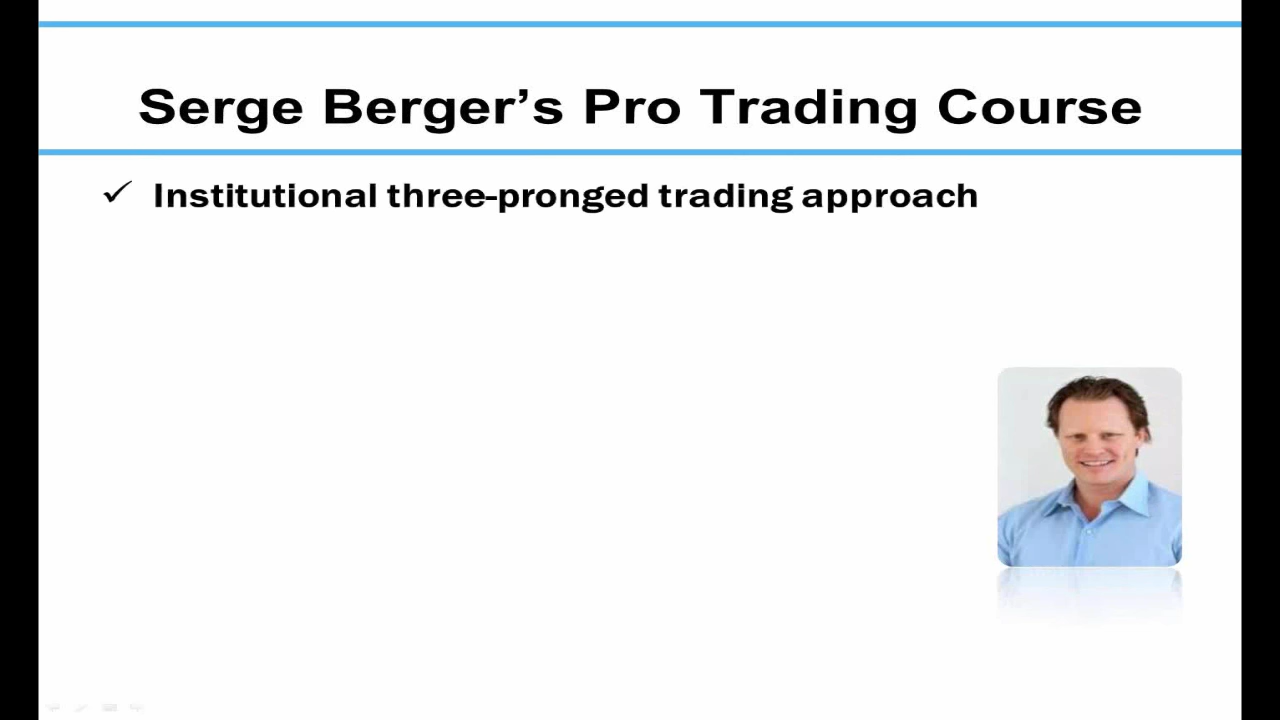 Serge Berger’s Pro Trading Course
✓ Institutional three-pronged trading approach